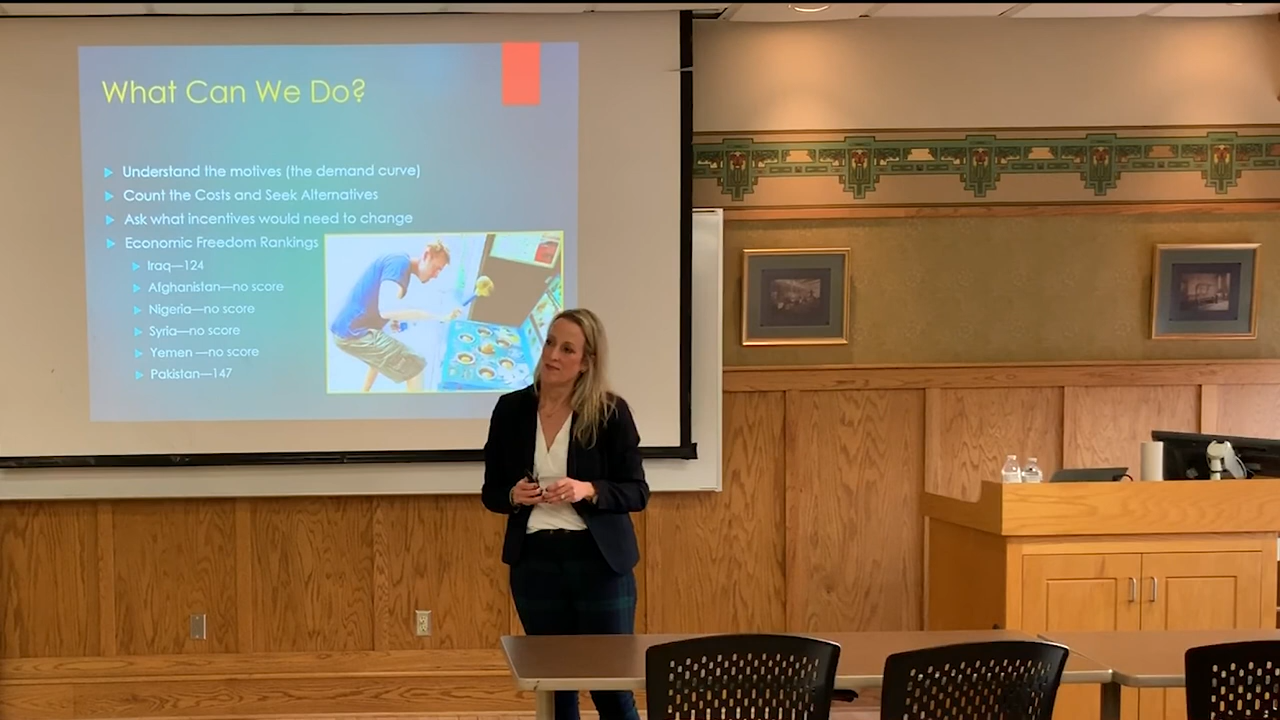 What Can We Do?
Understand the motives (the demand curve)
Count the Costs and Seek Alternatives
Ask what incentives would need to change
Economic Freedom Rankings
Iraq—124
Afghanistan—no score
Nigeria—no score
Syria—no score
Yemen —no score
Pakistan—147